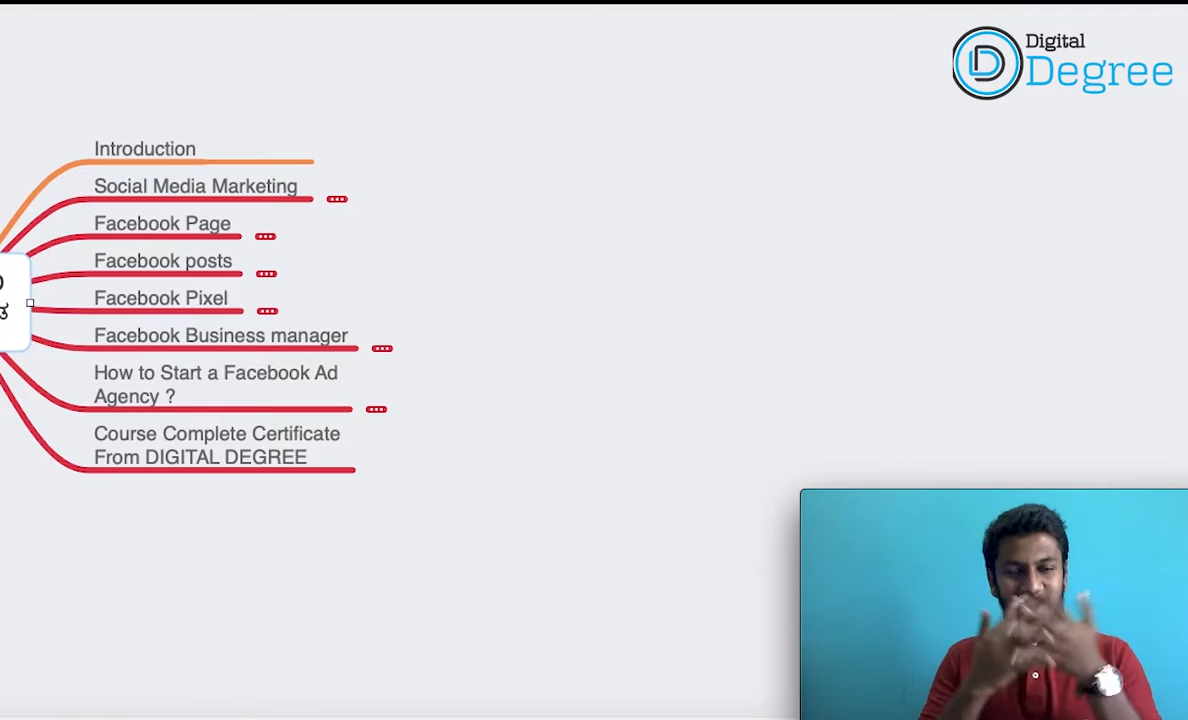 Digital
Degree
Introduction
Social Media Marketing
Facebook Page
Facebook posts
Facebook Pixel
Facebook Business manager
How to Start a Facebook Ad
Agency ?
Course Complete Certificate
From DIGITAL DEGREE